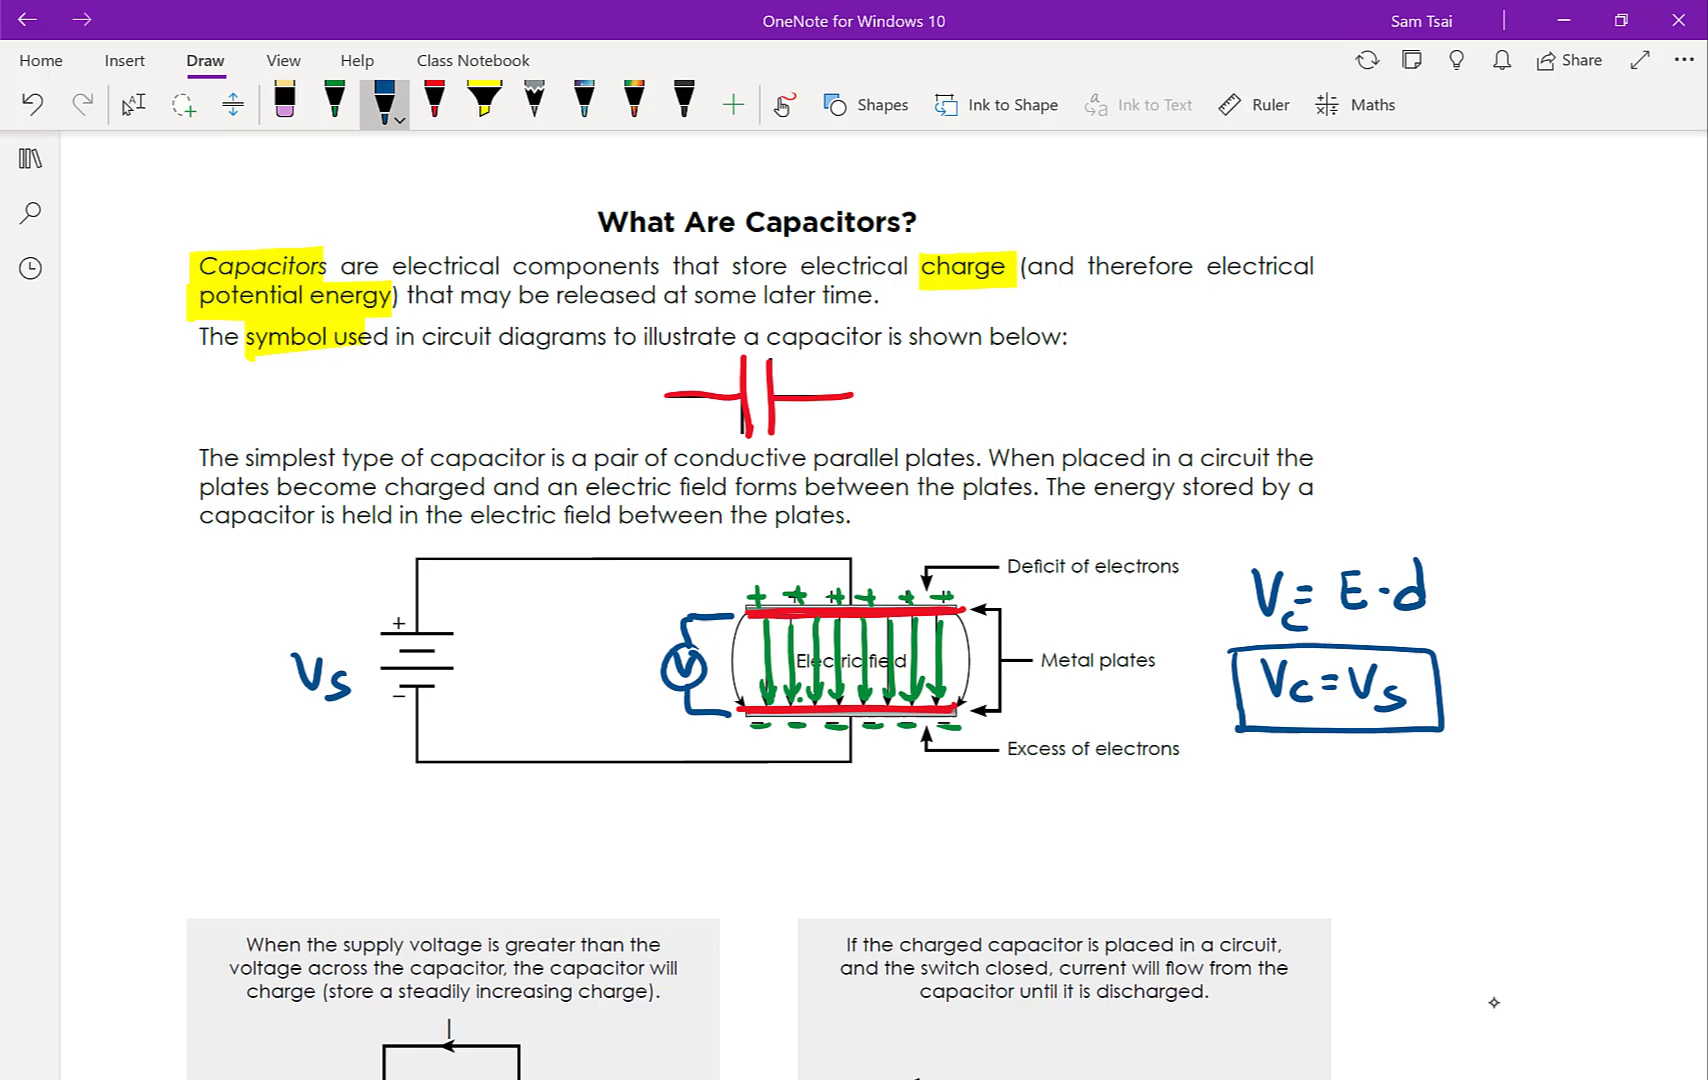 OneNote for Windows 10
Sam Tsai
Home Insert Draw View Help Class Notebook
Share
Shapes Ink to Shape Ink to Text Ruler Maths
What Are Capacitors?
Capacitors are electrical components that store electrical charge (and therefore electrical
potential energy) that may be released at some later time.
The symbol used in circuit diagrams to illustrate a capacitor is shown below:
The simplest type of capacitor is a pair of conductive parallel plates. When placed in a circuit the
plates become charged and an electric field forms between the plates. The energy stored by a
capacitor is held in the electric field between the plates.
Deficit of electrons
+ + + + + + +
+
Vc = E · d
Electric field
V
Metal plates
Vs
Vc = Vs
−
− − − − − −
Excess of electrons
When the supply voltage is greater than the
voltage across the capacitor, the capacitor will
charge (store a steadily increasing charge).
I
If the charged capacitor is placed in a circuit,
and the switch closed, current will flow from the
capacitor until it is discharged.